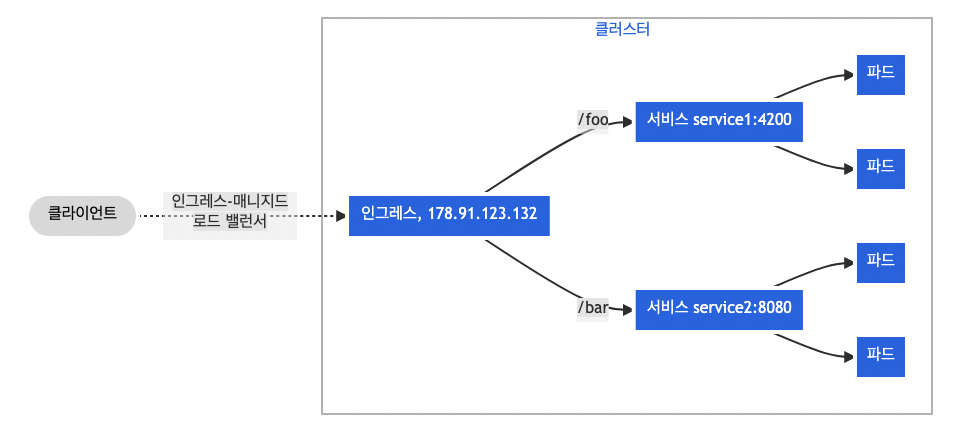 클러스터
클라이언트
인그레스-매니지드
로드 밸런서
인그레스, 178.91.123.132
/foo
서비스 service1:4200
파드
파드
/bar
서비스 service2:8080
파드
파드